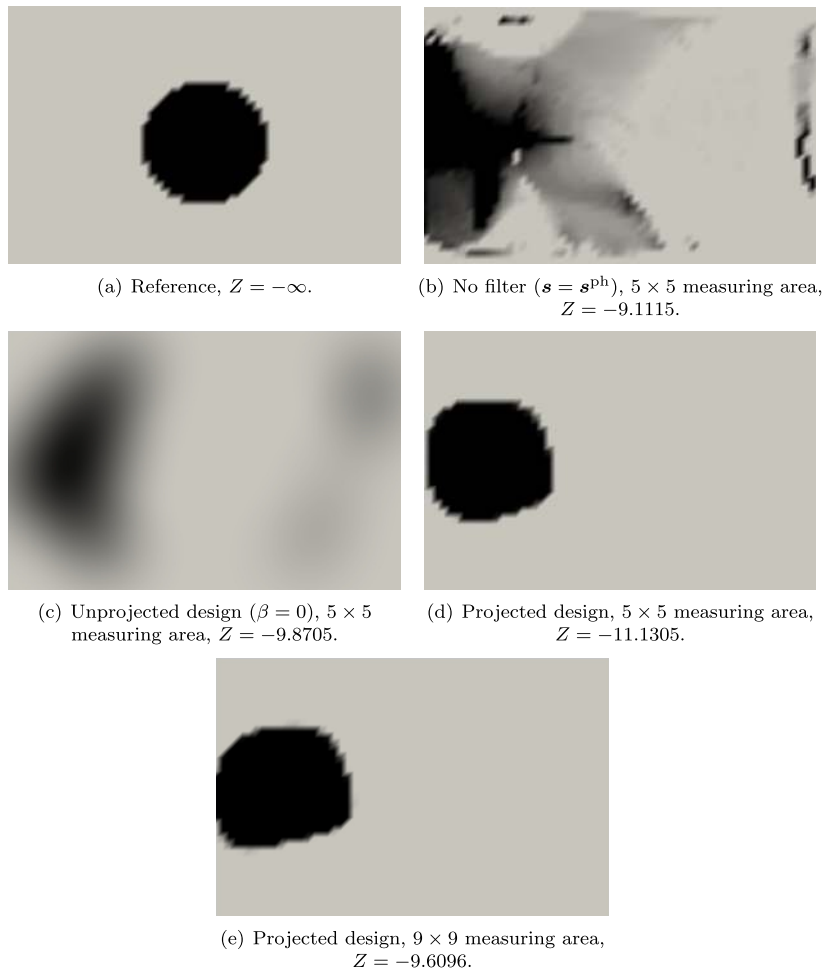 (a) Reference, Z = −∞.
(b) No filter (s = s^ph), 5 × 5 measuring area,
Z = −9.1115.
(c) Unprojected design (β = 0), 5 × 5
measuring area, Z = −9.8705.
(d) Projected design, 5 × 5 measuring area,
Z = −11.1305.
(e) Projected design, 9 × 9 measuring area,
Z = −9.6096.